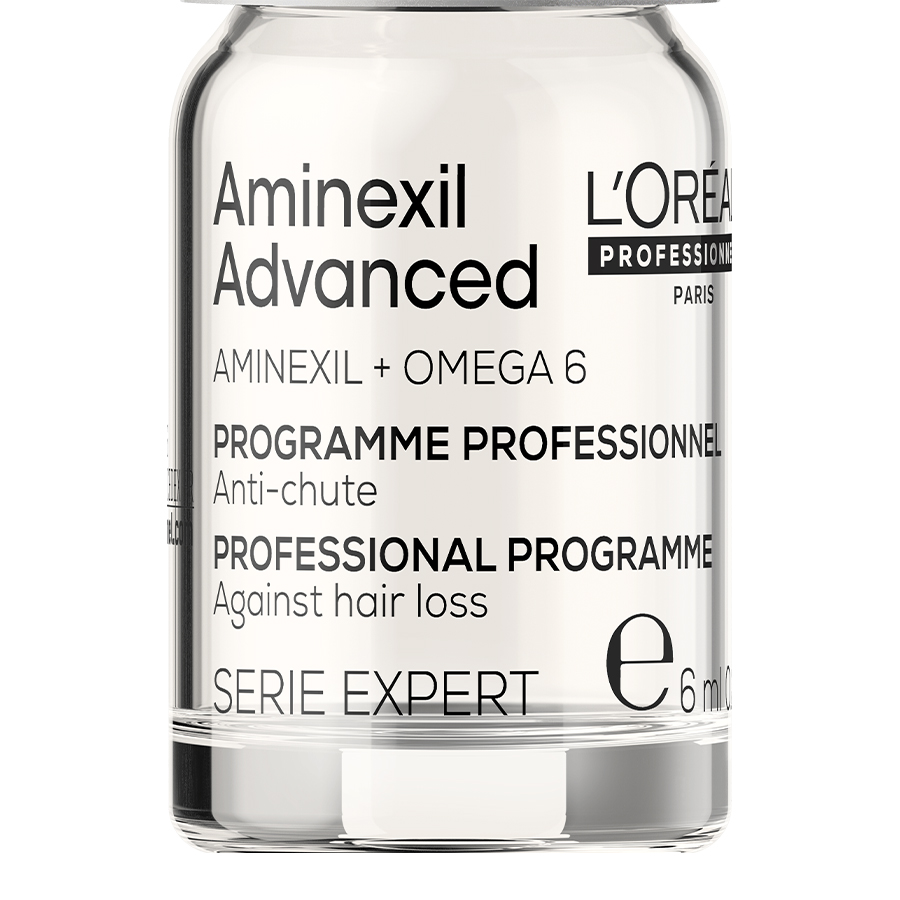 Aminexil
Advanced
L'ORÉA
PROFESSIONNE
PARIS
AMINEXIL + OMEGA 6
PROGRAMME PROFESSIONNEL
Anti-chute
PROFESSIONAL PROGRAMME
Against hair loss
SERIE EXPERT
e 6 ml